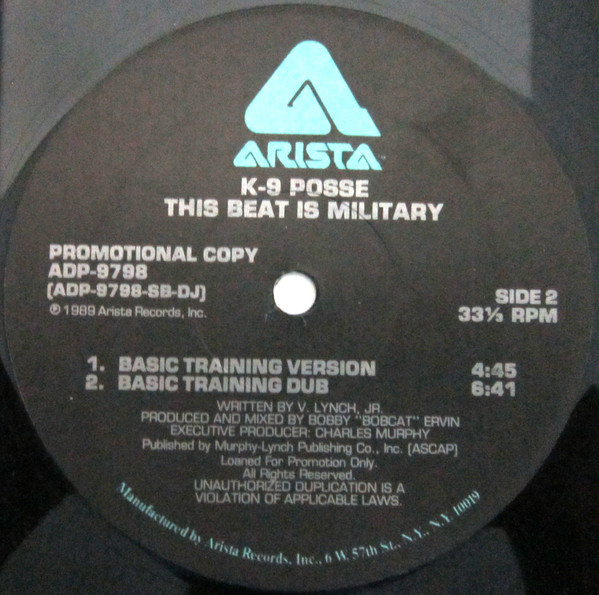 ARISTA
K-9 POSSE
THIS BEAT IS MILITARY
PROMOTIONAL COPY
ADP-9798
(ADP-9798-SB-DJ)
℗ 1989 Arista Records, Inc.
SIDE 2
33⅓ RPM
1. BASIC TRAINING VERSION 4:45
2. BASIC TRAINING DUB 6:41
WRITTEN BY V. LYNCH, JR.
PRODUCED AND MIXED BY BOBBY "BOBCAT" ERVIN
EXECUTIVE PRODUCER: CHARLES MURPHY
Published by Murphy-Lynch Publishing Co., Inc. (ASCAP)
Loaned For Promotion Only.
All Rights Reserved.
UNAUTHORIZED DUPLICATION IS A
VIOLATION OF APPLICABLE LAWS.
Manufactured by Arista Records, Inc., 6 W. 57th St., N.Y., N.Y. 10019